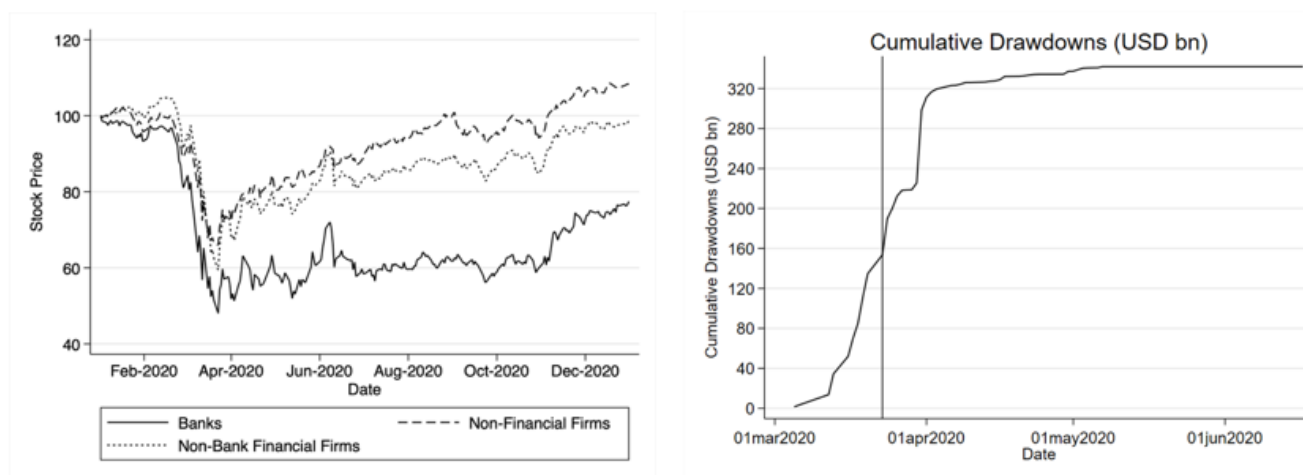 120
100
80
60
40
Stock Price
Feb-2020 Apr-2020 Jun-2020 Aug-2020 Oct-2020 Dec-2020
Date
Banks
Non-Financial Firms
Non-Bank Financial Firms
Cumulative Drawdowns (USD bn)
320
280
240
200
160
120
80
40
0
Cumulative Drawdowns (USD bn)
01mar2020 01apr2020 01may2020 01jun2020
Date